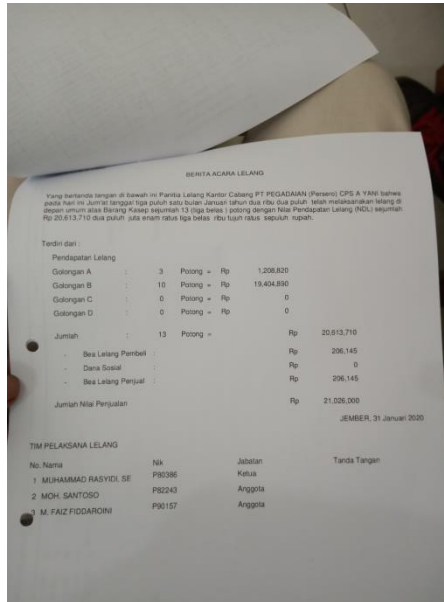 BERITA ACARA LELANG
Yang bertanda tangan di bawah ini Panitia Lelang Kantor Cabang PT PEGADAIAN (Persero) CPS A YANI bahwa
pada hari ini Jum'at tanggal tiga puluh satu bulan Januari tahun dua ribu dua puluh telah melaksanakan lelang di
depan umum atas Barang Kasep sejumlah 13 (tiga belas ) potong dengan Nilai Pendapatan Lelang (NDL) sejumlah
Rp 20,613,710 dua puluh juta enam ratus tiga belas ribu tujuh ratus sepuluh rupiah.
Terdiri dari :
Pendapatan Lelang
Golongan A : 3 Potong = Rp 1,208,820
Golongan B : 10 Potong = Rp 19,404,890
Golongan C : 0 Potong = Rp 0
Golongan D : 0 Potong = Rp 0
Jumlah : 13 Potong = Rp 20,613,710
- Bea Lelang Pembeli : Rp 206,145
- Dana Sosial : Rp 0
- Bea Lelang Penjual : Rp 206,145
Jumlah Nilai Penjualan Rp 21,026,000
JEMBER, 31 Januari 2020
TIM PELAKSANA LELANG
No. Nama Nik Jabatan Tanda Tangan
1 MUHAMMAD RASYIDI, SE P80386 Ketua
2 MOH. SANTOSO P82243 Anggota
3 M. FAIZ FIDDAROINI P90157 Anggota